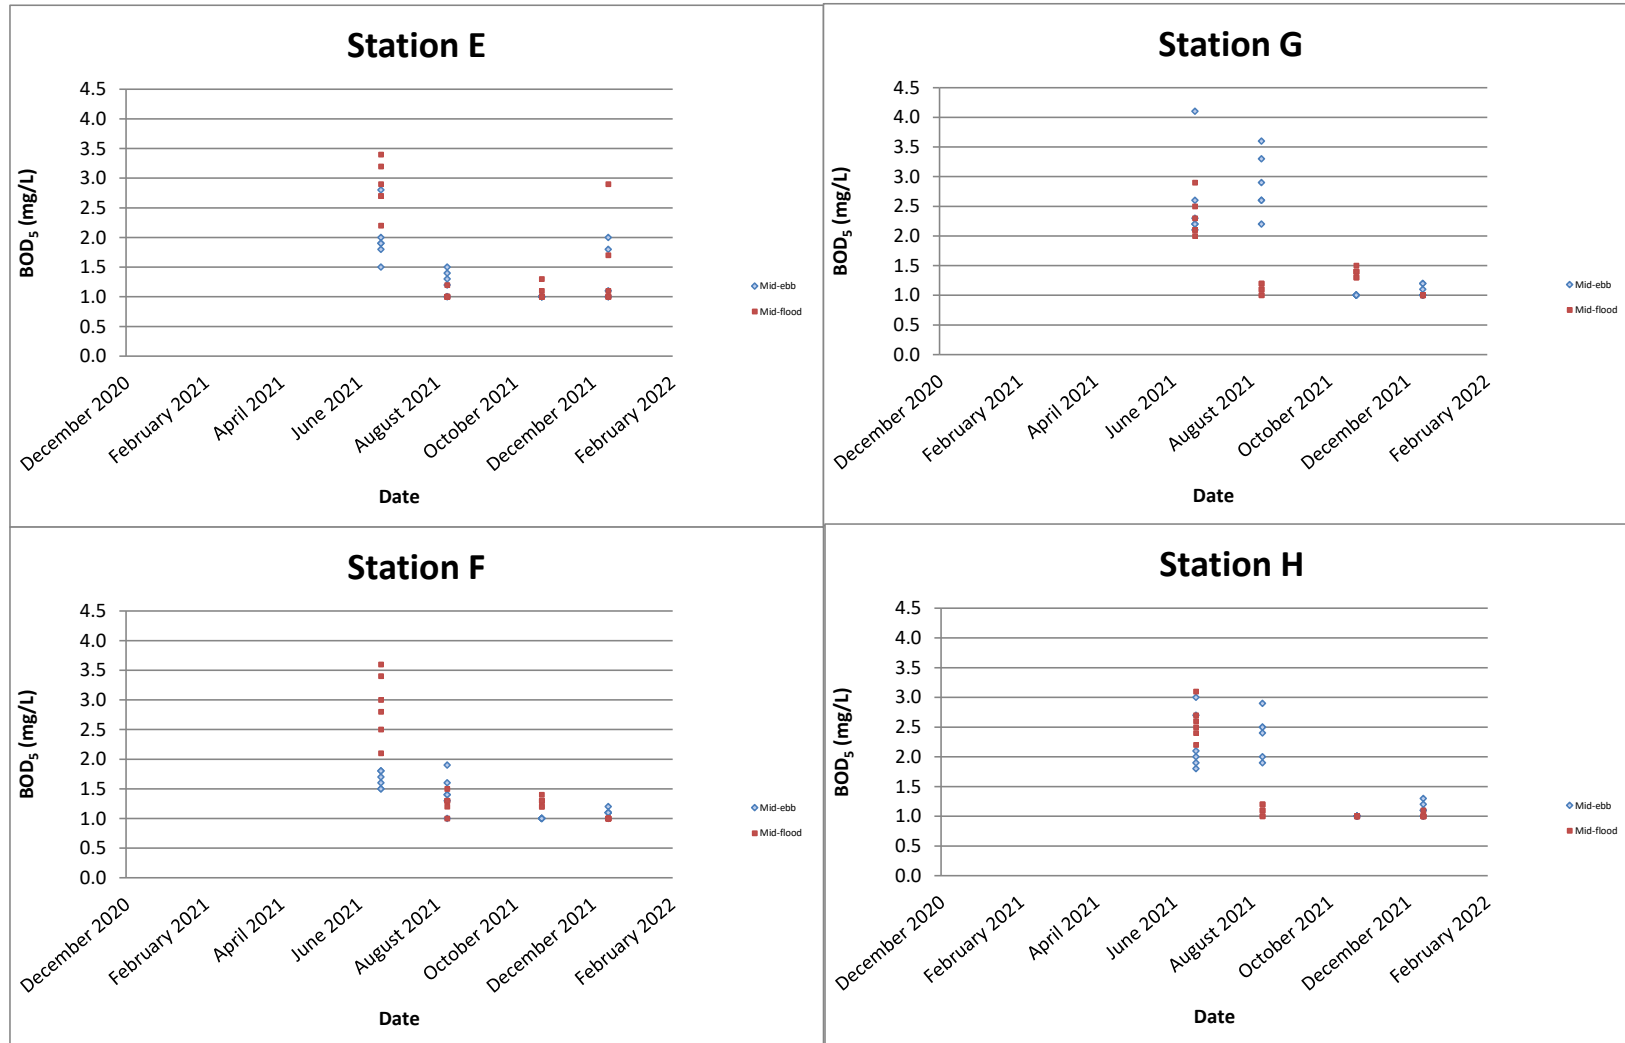 Station E
BOD5 (mg/L)
4.5
4.0
3.5
3.0
2.5
2.0
1.5
1.0
0.5
0.0
December 2020
February 2021
April 2021
June 2021
August 2021
October 2021
December 2021
February 2022
Date
Mid-ebb
Mid-flood
Station G
BOD5 (mg/L)
4.5
4.0
3.5
3.0
2.5
2.0
1.5
1.0
0.5
0.0
December 2020
February 2021
April 2021
June 2021
August 2021
October 2021
December 2021
February 2022
Date
Mid-ebb
Mid-flood
Station F
BOD5 (mg/L)
4.5
4.0
3.5
3.0
2.5
2.0
1.5
1.0
0.5
0.0
December 2020
February 2021
April 2021
June 2021
August 2021
October 2021
December 2021
February 2022
Date
Mid-ebb
Mid-flood
Station H
BOD5 (mg/L)
4.5
4.0
3.5
3.0
2.5
2.0
1.5
1.0
0.5
0.0
December 2020
February 2021
April 2021
June 2021
August 2021
October 2021
December 2021
February 2022
Date
Mid-ebb
Mid-flood